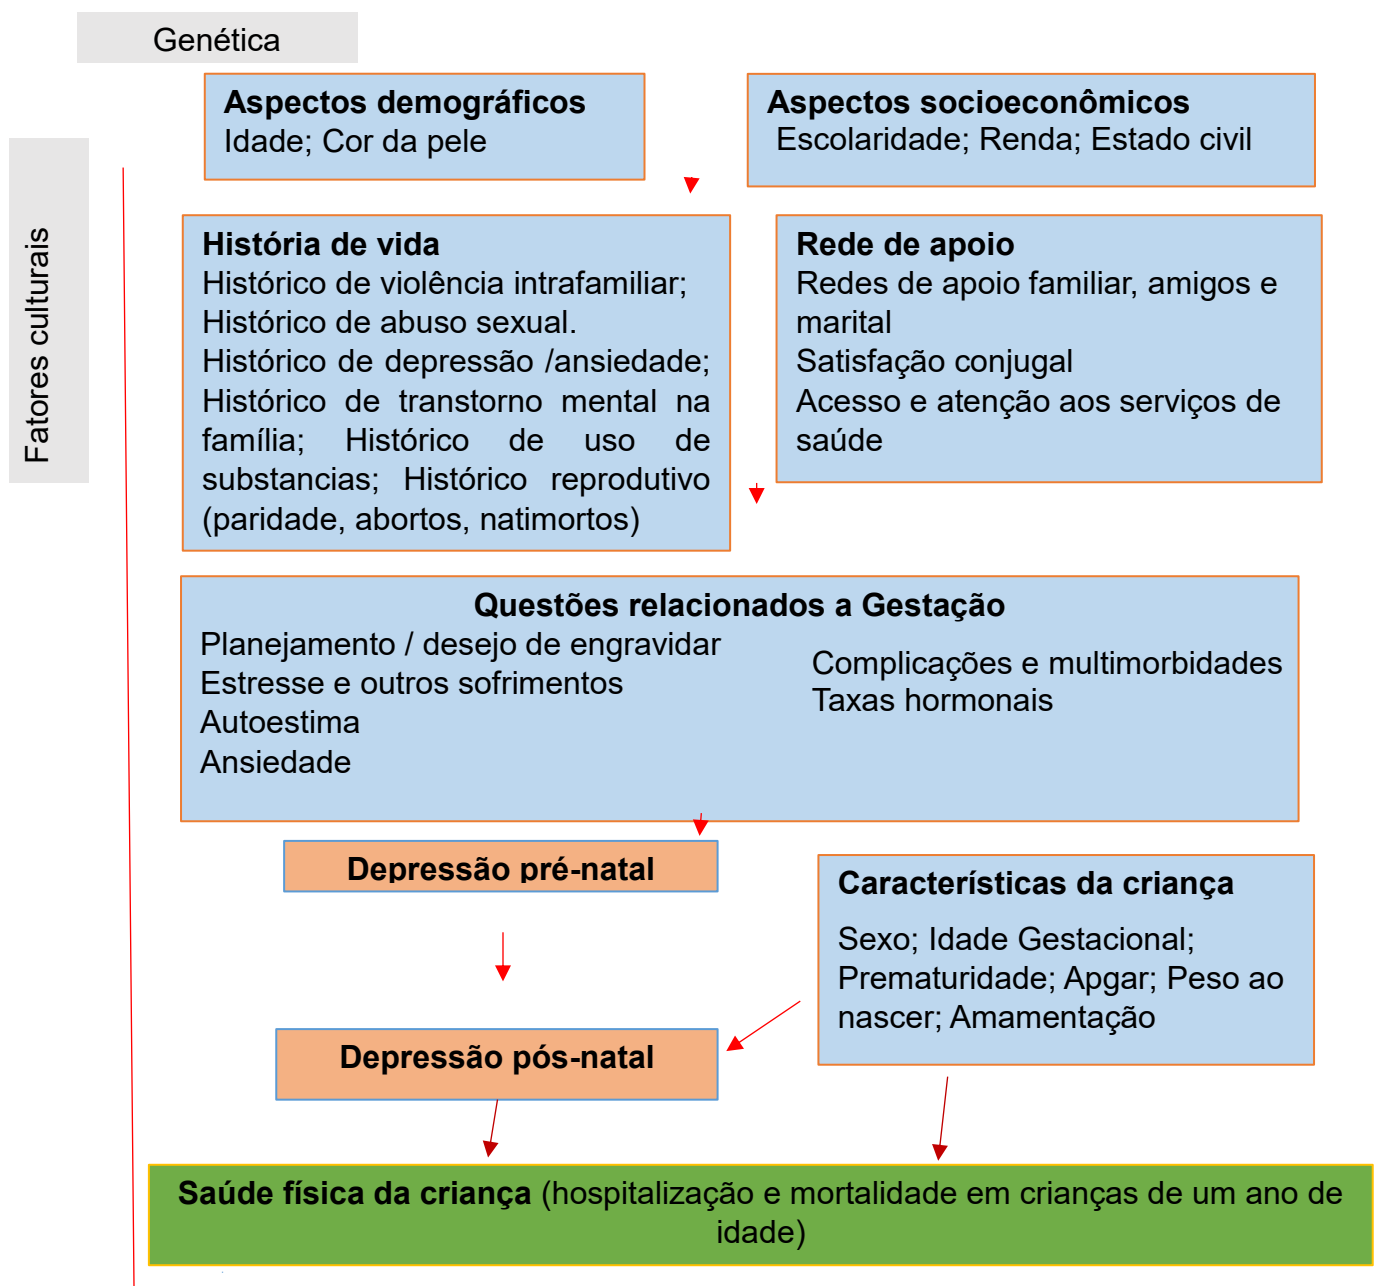 Genética
Aspectos demográficos
Idade; Cor da pele
Aspectos socioeconômicos
Escolaridade; Renda; Estado civil
Fatores culturais
História de vida
Histórico de violência intrafamiliar;
Histórico de abuso sexual.
Histórico de depressão /ansiedade;
Histórico de transtorno mental na
família; Histórico de uso de
substancias; Histórico reprodutivo
(paridade, abortos, natimortos)
Rede de apoio
Redes de apoio familiar, amigos e
marital
Satisfação conjugal
Acesso e atenção aos serviços de
saúde
Questões relacionados a Gestação
Planejamento / desejo de engravidar
Estresse e outros sofrimentos
Autoestima
Ansiedade
Complicações e multimorbidades
Taxas hormonais
Depressão pré-natal
Características da criança
Sexo; Idade Gestacional;
Prematuridade; Apgar; Peso ao
nascer; Amamentação
Depressão pós-natal
Saúde física da criança (hospitalização e mortalidade em crianças de um ano de
idade)